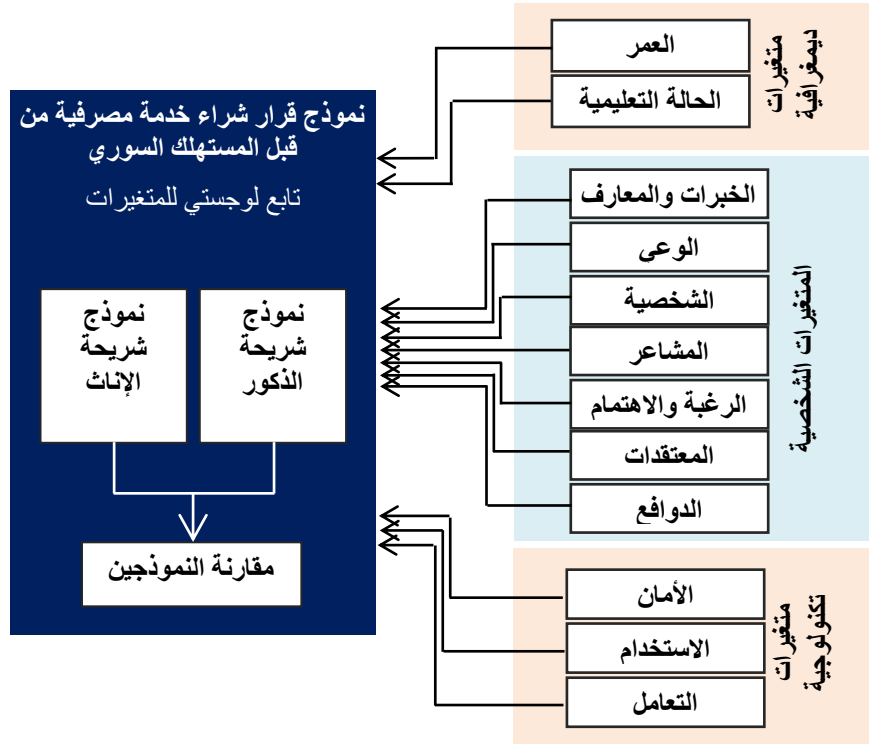 متغيرات
ديمغرافية
العمر
الحالة التعليمية
المتغيرات الشخصية
الخبرات والمعارف
الوعي
الشخصية
المشاعر
الرغبة والاهتمام
المعتقدات
الدوافع
متغيرات
تكنولوجية
الأمان
الاستخدام
التعامل
نموذج قرار شراء خدمة مصرفية من
قبل المستهلك السوري
تابع لوجستي للمتغيرات
نموذج
شريحة
الذكور
نموذج
شريحة
الإناث
مقارنة النموذجين